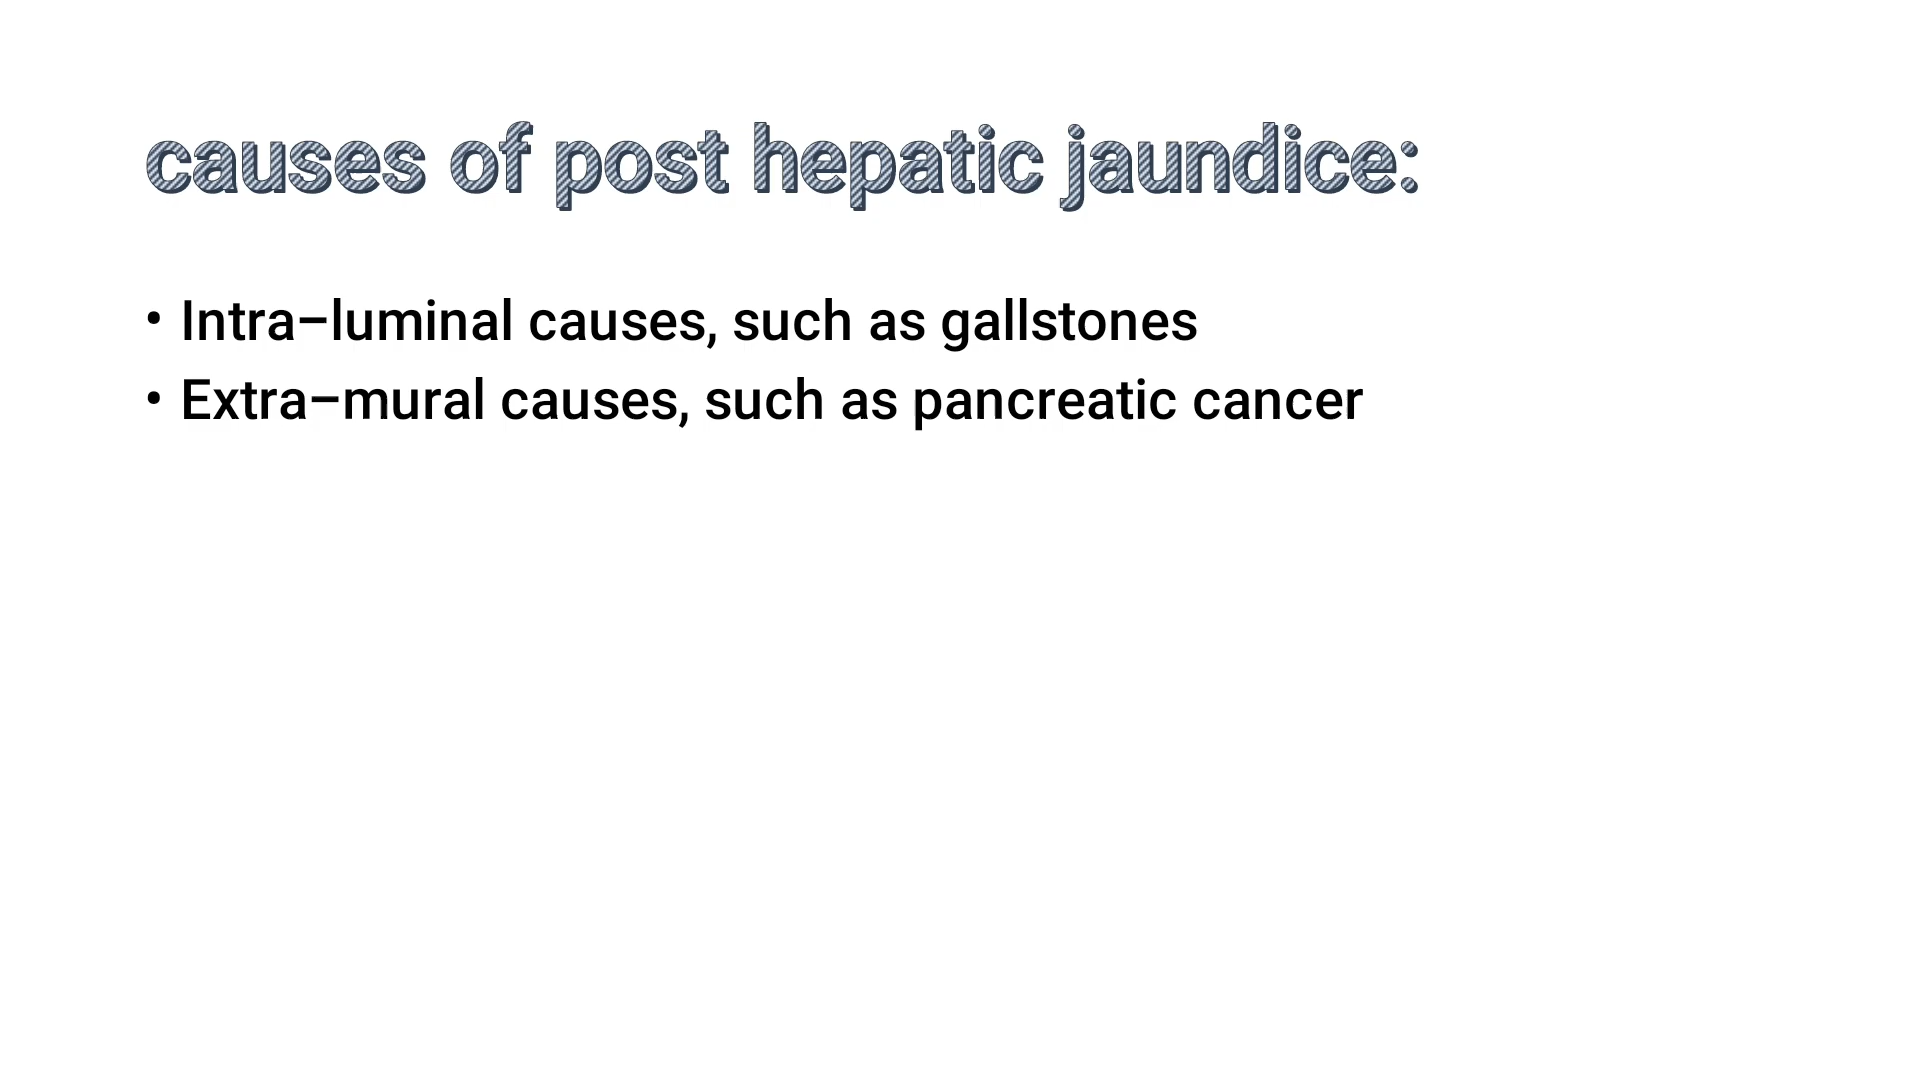 causes of post hepatic jaundice:
• Intra–luminal causes, such as gallstones
• Extra–mural causes, such as pancreatic cancer